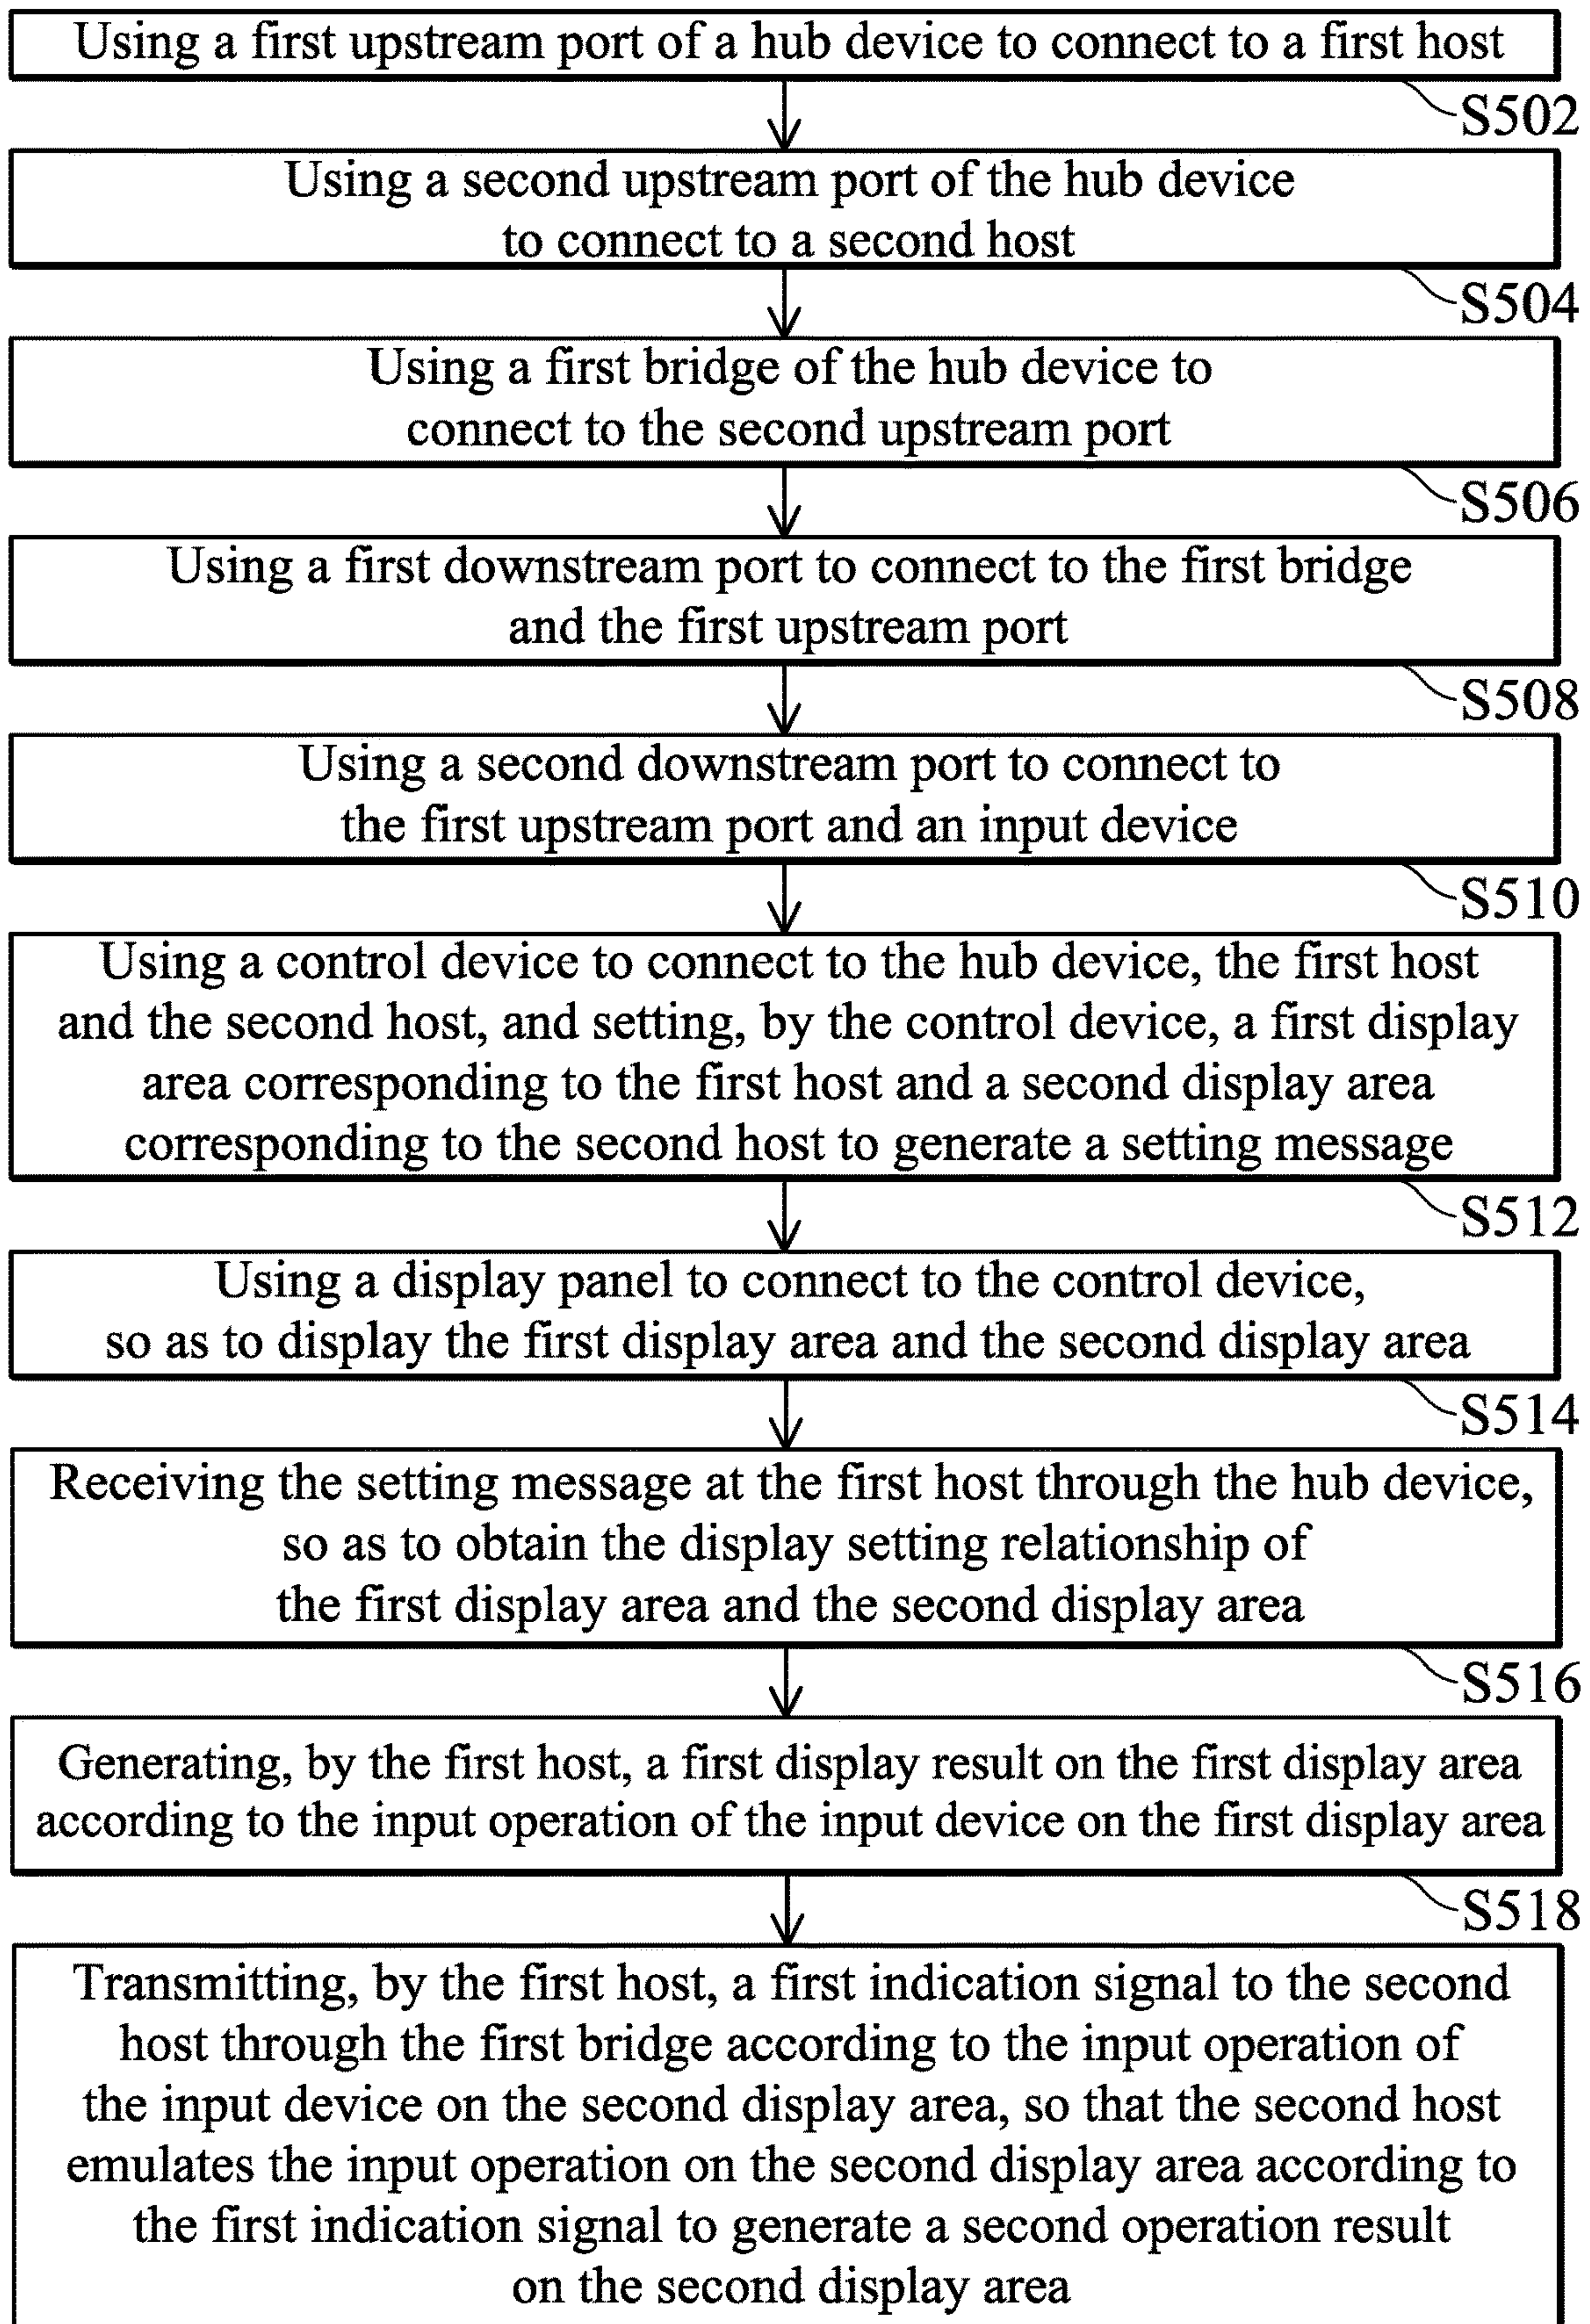 Using a first upstream port of a hub device to connect to a first host
S502
Using a second upstream port of the hub device
to connect to a second host
S504
Using a first bridge of the hub device to
connect to the second upstream port
S506
Using a first downstream port to connect to the first bridge
and the first upstream port
S508
Using a second downstream port to connect to
the first upstream port and an input device
S510
Using a control device to connect to the hub device, the first host
and the second host, and setting, by the control device, a first display
area corresponding to the first host and a second display area
corresponding to the second host to generate a setting message
S512
Using a display panel to connect to the control device,
so as to display the first display area and the second display area
S514
Receiving the setting message at the first host through the hub device,
so as to obtain the display setting relationship of
the first display area and the second display area
S516
Generating, by the first host, a first display result on the first display area
according to the input operation of the input device on the first display area
S518
Transmitting, by the first host, a first indication signal to the second
host through the first bridge according to the input operation of
the input device on the second display area, so that the second host
emulates the input operation on the second display area according to
the first indication signal to generate a second operation result
on the second display area